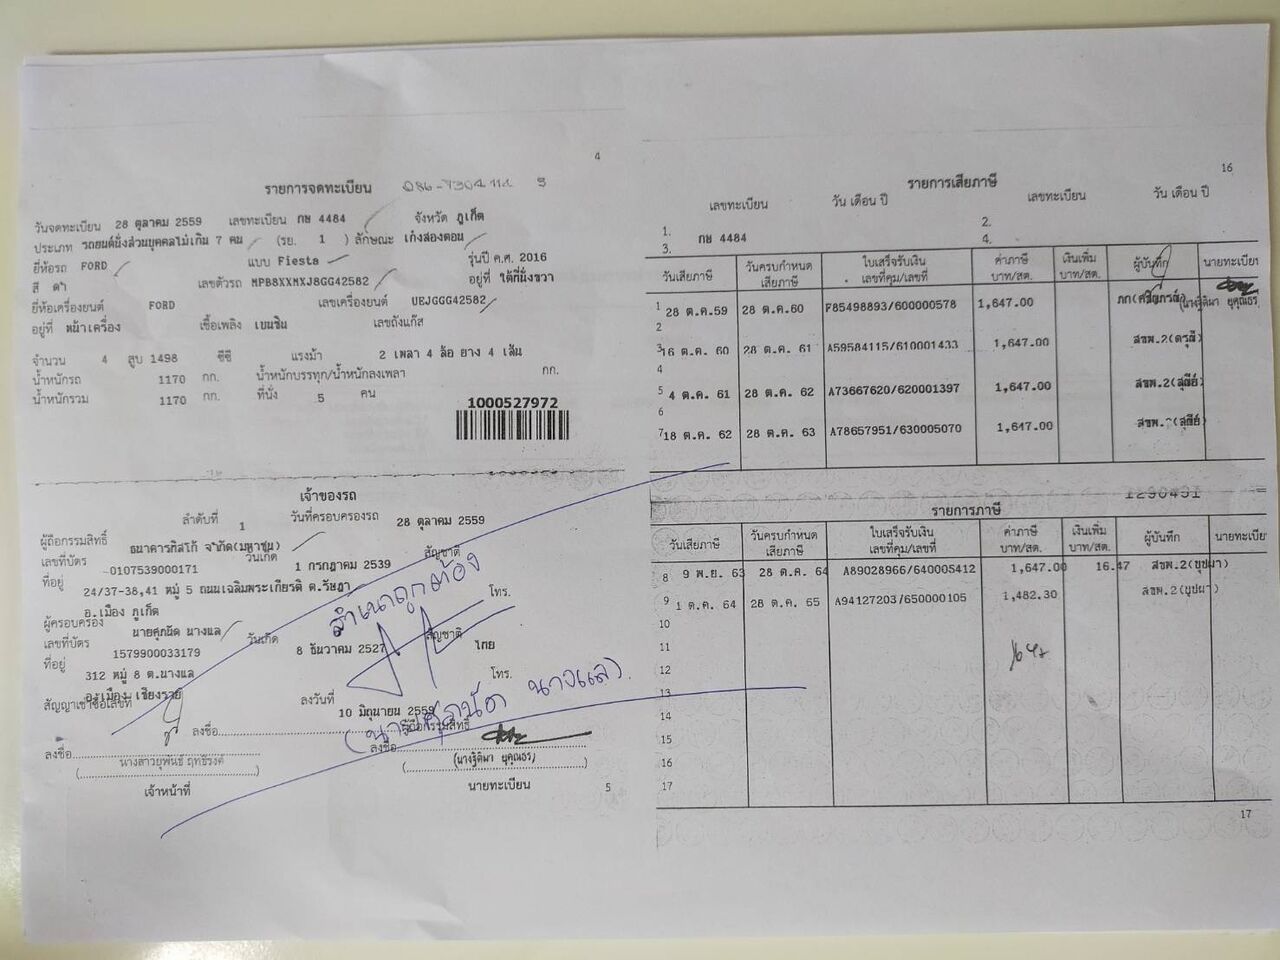 4
รายการจดทะเบียน
วันจดทะเบียน 28 ตุลาคม 2559 เลขทะเบียน กษ 4484 จังหวัด ภูเก็ต
ประเภท รถยนต์นั่งส่วนบุคคลไม่เกิน 7 คน (รย. 1 ) ลักษณะ เก๋งสองตอน
ยี่ห้อรถ FORD แบบ Fiesta รุ่นปี ค.ศ. 2016
สี ดำ เลขตัวรถ MPB8XXMXJ8GG42582 อยู่ที่ ใต้ที่นั่งขวา
ยี่ห้อเครื่องยนต์ FORD เลขเครื่องยนต์ UEJGGG42582
อยู่ที่ หน้าเครื่อง เชื้อเพลิง เบนซิน เลขถังแก๊ส
จำนวน 4 สูบ 1498 ซีซี แรงม้า 2 เพลา 4 ล้อ ยาง 4 เส้น
น้ำหนักรถ 1170 กก. น้ำหนักบรรทุก/น้ำหนักลงเพลา กก.
น้ำหนักรวม 1170 กก. ที่นั่ง 5 คน
1000527972
เจ้าของรถ
ลำดับที่ 1 วันที่ครอบครองรถ 28 ตุลาคม 2559
ผู้ถือกรรมสิทธิ์ ธนาคารทิสโก้ จำกัด(มหาชน)
เลขที่บัตร 0107539000171 วันเกิด 1 กรกฎาคม 2539 สัญชาติ
ที่อยู่ 24/37-38,41 หมู่ 5 ถนนเฉลิมพระเกียรติ ต.รัษฎา
อ.เมือง ภูเก็ต โทร.
ผู้ครอบครอง นายศุภนัด นางแล
เลขที่บัตร 1579900033179 วันเกิด 8 ธันวาคม 2527 สัญชาติ ไทย
ที่อยู่ 312 หมู่ 8 ต.นางแล
อ.เมือง เชียงราย โทร.
สัญญาเช่าซื้อเลขที่ ลงวันที่ 10 มิถุนายน 2559
ลงชื่อ ผู้ถือกรรมสิทธิ์
ลงชื่อ ลงชื่อ
นางสาวยุพันธ์ ฤทธิรงค์ (นางฐิติมา ยุคุณธร)
เจ้าหน้าที่ นายทะเบียน
5
สำเนาถูกต้อง
(นายศุภนัด นางแล)
16
รายการเสียภาษี
เลขทะเบียน วัน เดือน ปี เลขทะเบียน วัน เดือน ปี
1. กษ 4484 2.
3. 4.
วันเสียภาษี วันครบกำหนดเสียภาษี ใบเสร็จรับเงิน เลขที่คุม/เลขที่ ค่าภาษี บาท/สต. เงินเพิ่ม บาท/สต. ผู้บันทึก นายทะเบีย
1 28 ต.ค.59 28 ต.ค.60 F85498893/600000578 1,647.00
2
3 16 ต.ค. 60 28 ต.ค. 61 A59584115/610001433 1,647.00 สขพ.2(ดรุณี)
4
5 4 ต.ค. 61 28 ต.ค. 62 A73667620/620001397 1,647.00 สขพ.2(สุณีย์)
6
7 18 ต.ค. 62 28 ต.ค. 63 A78657951/630005070 1,647.00 สขพ.2(สุณีย์)
รายการภาษี
วันเสียภาษี วันครบกำหนดเสียภาษี ใบเสร็จรับเงิน เลขที่คุม/เลขที่ ค่าภาษี บาท/สต. เงินเพิ่ม บาท/สต. ผู้บันทึก นายทะเบีย
8 9 พ.ย. 63 28 ต.ค. 64 A89028966/640005412 1,647.00 16.47 สขพ.2(บุปผา)
9 1 ต.ค. 64 28 ต.ค. 65 A94127203/650000105 1,482.30 สขพ.2(บุปผา)
10
11
12
13
14
15
16
17
17